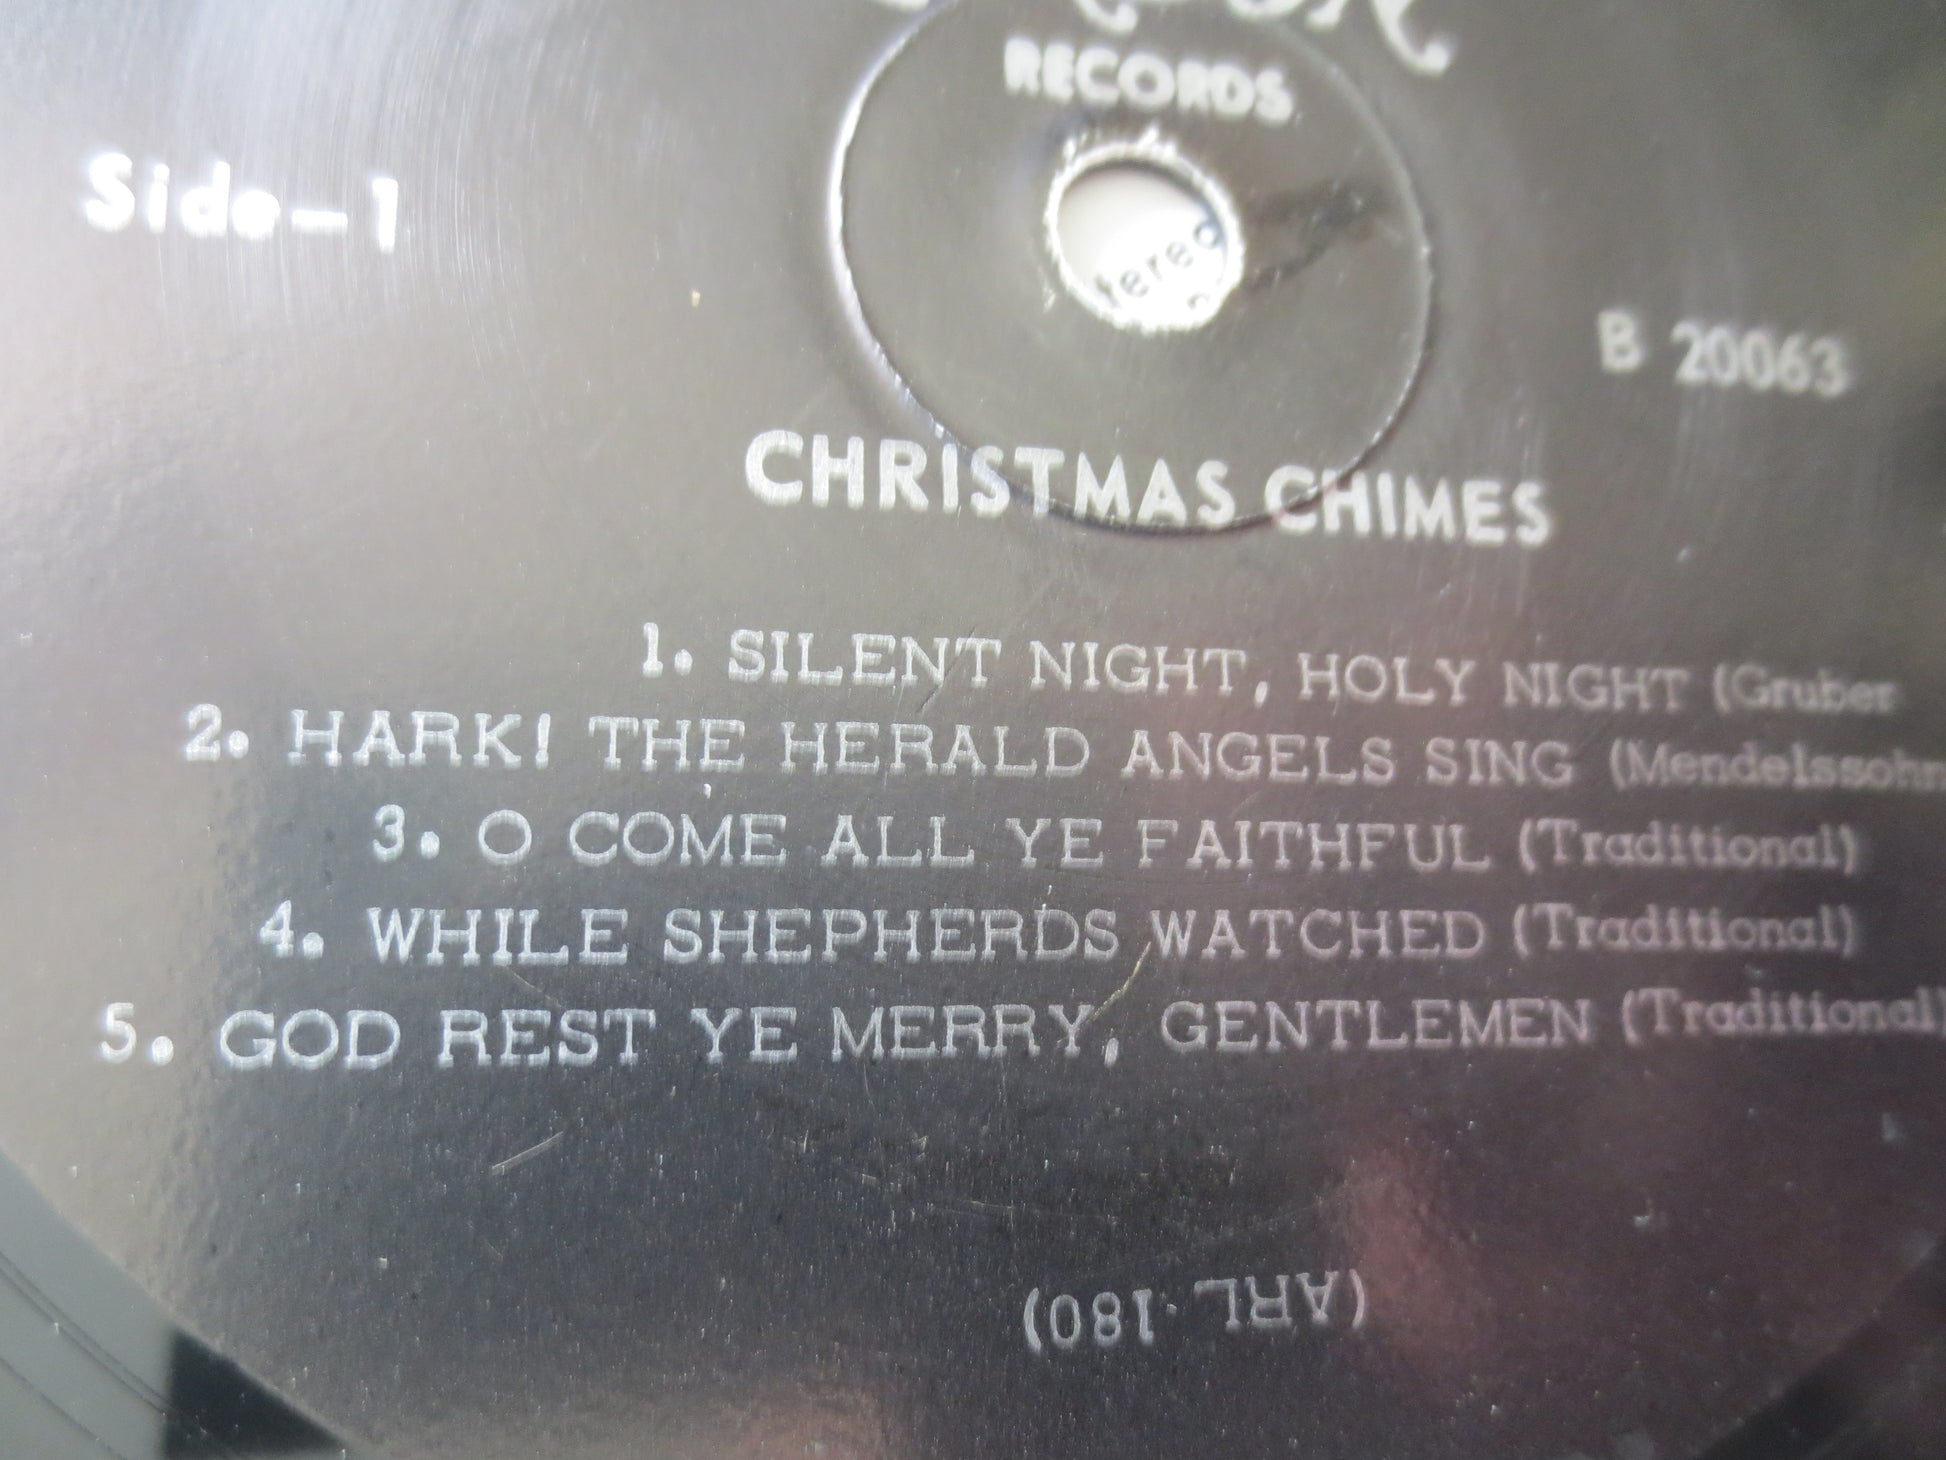 RECORDS
Side-1
tereo
B 20063
CHRISTMAS CHIMES
1. SILENT NIGHT, HOLY NIGHT (Gruber
2. HARK! THE HERALD ANGELS SING (Mendelssohn
3. O COME ALL YE FAITHFUL (Traditional)
4. WHILE SHEPHERDS WATCHED (Traditional)
5. GOD REST YE MERRY, GENTLEMEN (Traditional)
(ARL·180)